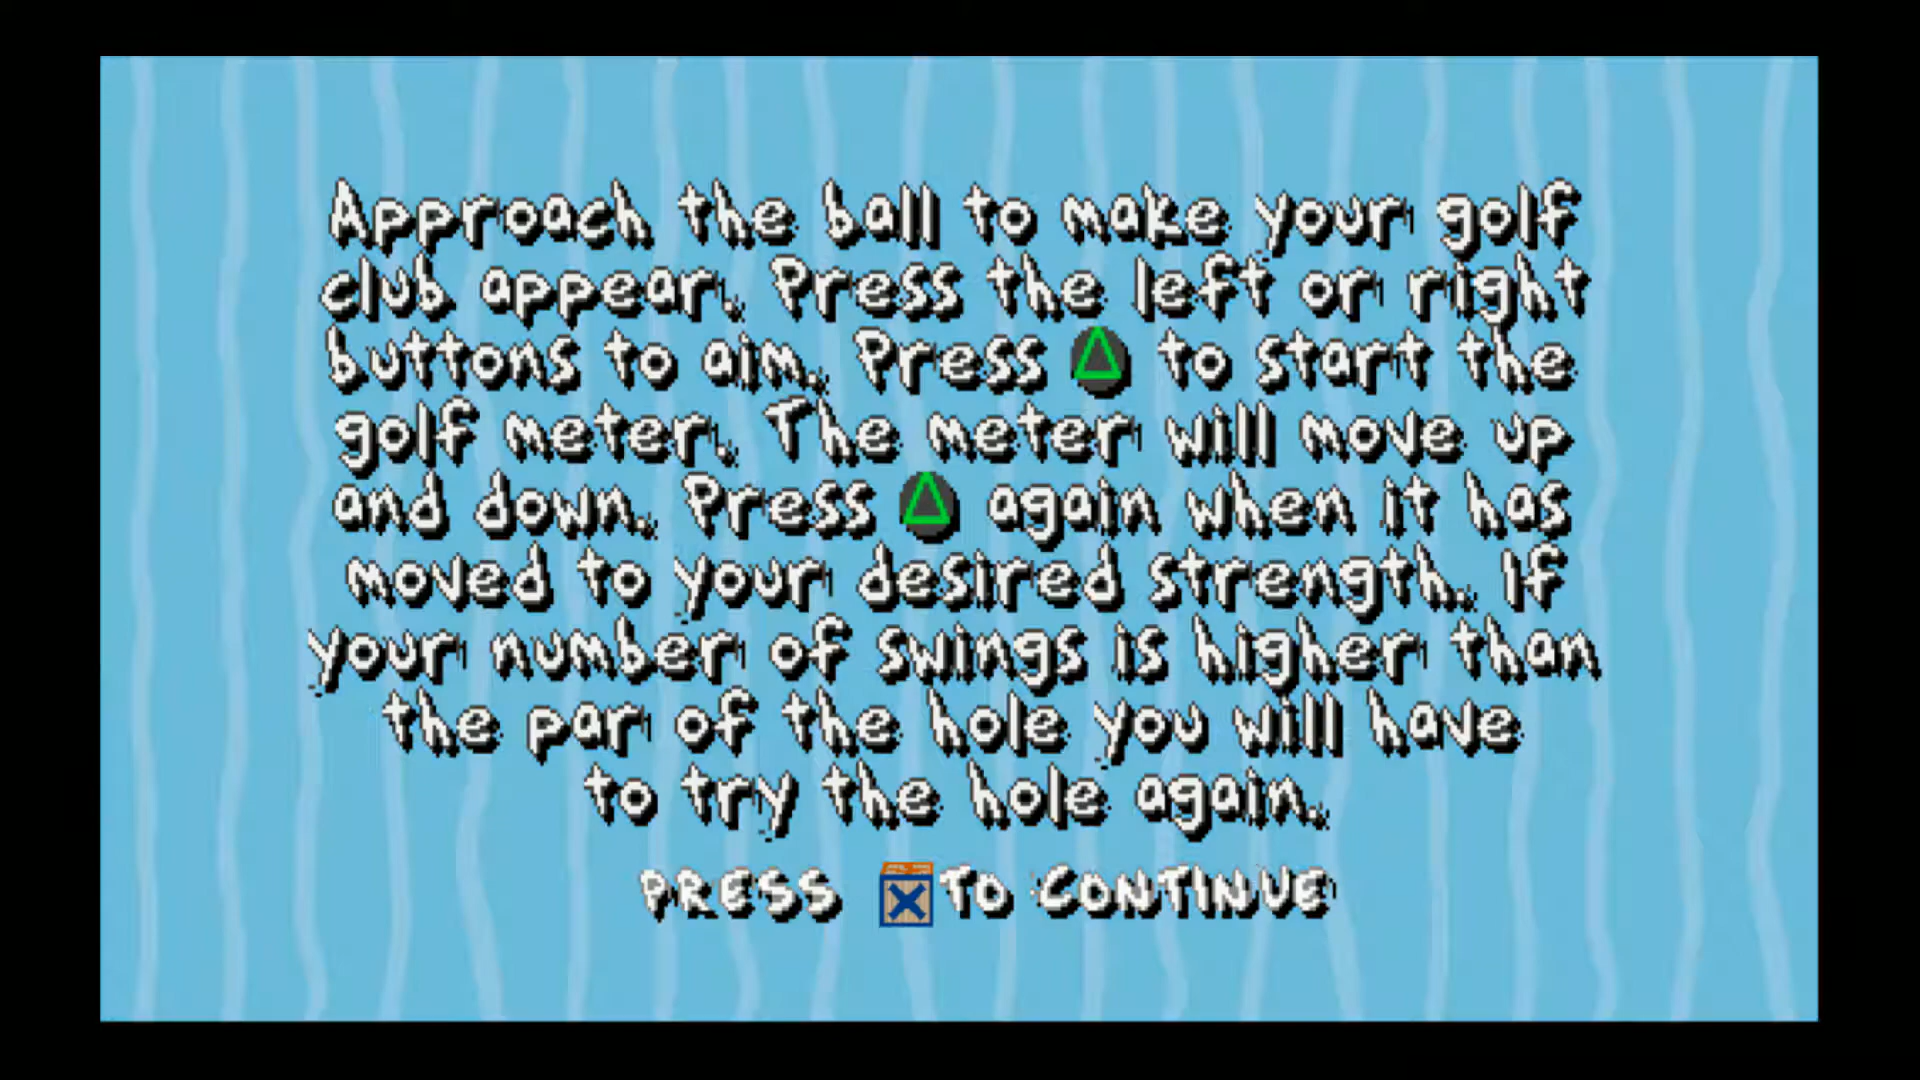 Approach the ball to make your golf
club appear. Press the left or right
buttons to aim. Press △ to start the
golf meter. The meter will move up
and down. Press △ again when it has
moved to your desired strength. If
your number of swings is higher than
the par of the hole you will have
to try the hole again.
PRESS X TO CONTINUE